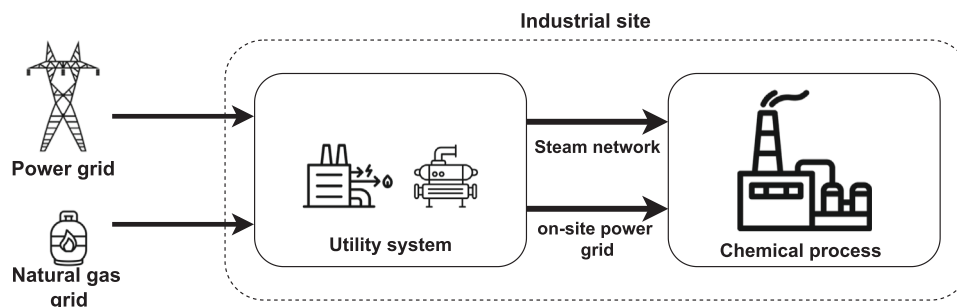 Industrial site
Power grid
Natural gas
grid
Utility system
Steam network
on-site power
grid
Chemical process